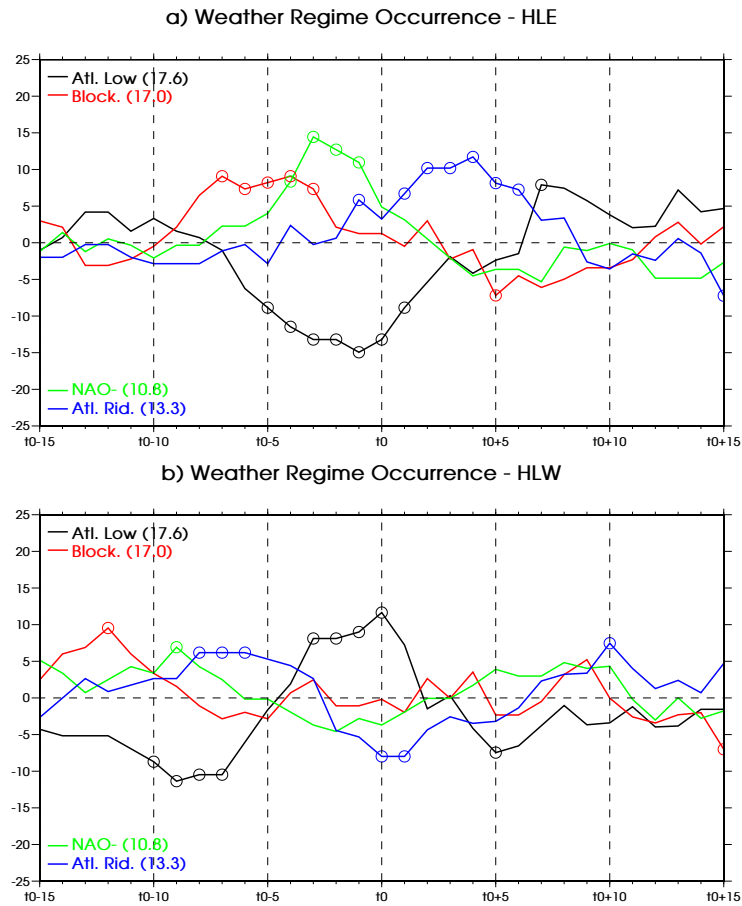 a) Weather Regime Occurrence - HLE
25
20
15
10
5
0
-5
-10
-15
-20
-25
Atl. Low (17.6)
Block. (17.0)
NAO- (10.8)
Atl. Rid. (13.3)
t0-15 t0-10 t0-5 t0 t0+5 t0+10 t0+15
b) Weather Regime Occurrence - HLW
25
20
15
10
5
0
-5
-10
-15
-20
-25
Atl. Low (17.6)
Block. (17.0)
NAO- (10.8)
Atl. Rid. (13.3)
t0-15 t0-10 t0-5 t0 t0+5 t0+10 t0+15